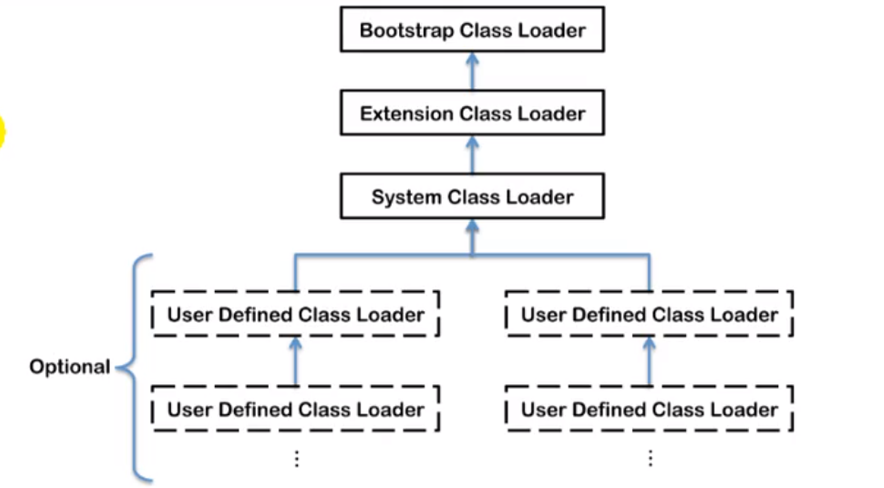 Bootstrap Class Loader
Extension Class Loader
System Class Loader
User Defined Class Loader
User Defined Class Loader
Optional
User Defined Class Loader
User Defined Class Loader
⋮
⋮